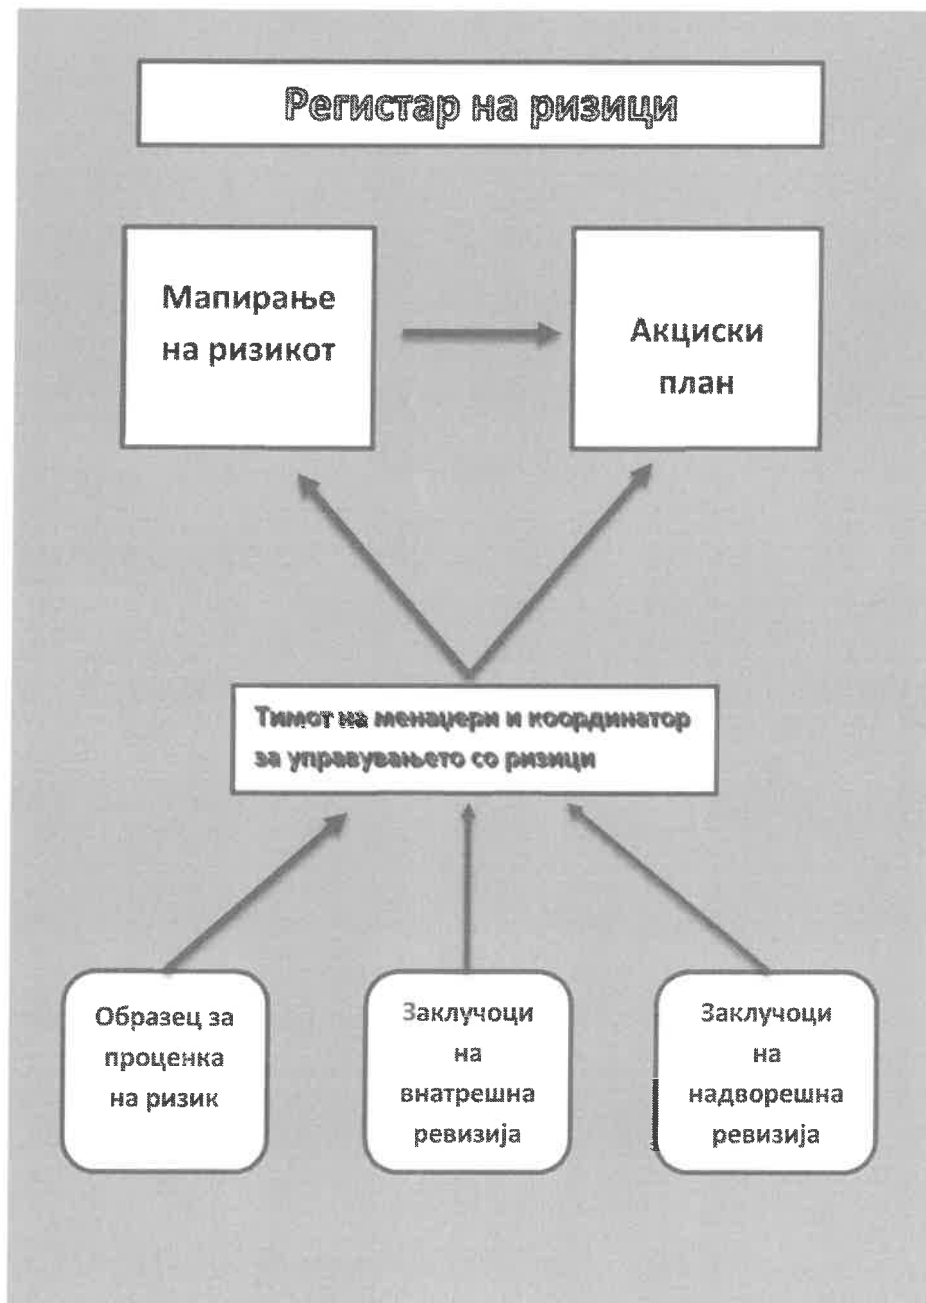 Регистар на ризици
Мапирање
на ризикот
Акциски
план
Тимот на менаџери и координатор
за управувањето со ризици
Образец за
проценка
на ризик
Заклучоци
на
внатрешна
ревизија
Заклучоци
на
надворешна
ревизија